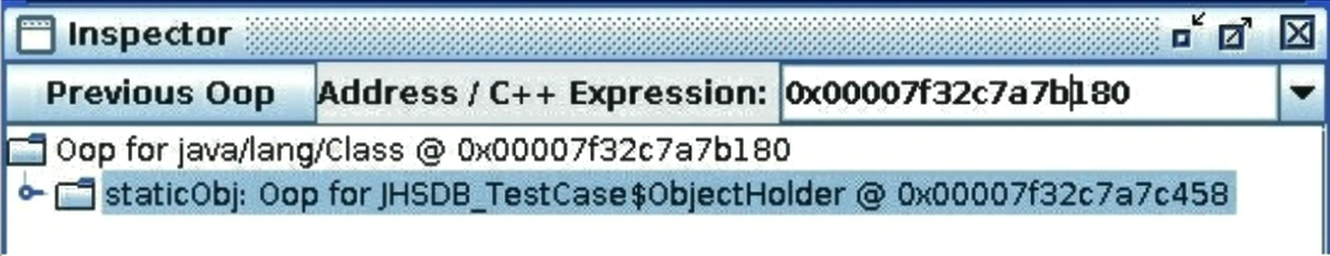 Inspector
Previous Oop Address / C++ Expression: 0x00007f32c7a7b180
Oop for java/lang/Class @ 0x00007f32c7a7b180
staticObj: Oop for JHSDB_TestCase$ObjectHolder @ 0x00007f32c7a7c458